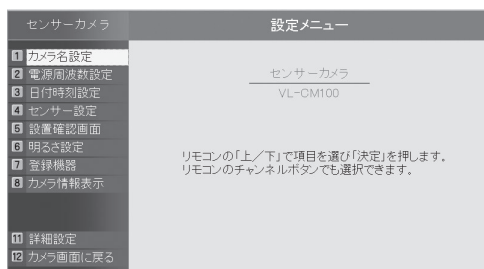 センサーカメラ
設定メニュー
1 カメラ名設定
2 電源周波数設定
3 日付時刻設定
4 センサー設定
5 設置確認画面
6 明るさ設定
7 登録機器
8 カメラ情報表示
11 詳細設定
12 カメラ画面に戻る
センサーカメラ
VL-CM100
リモコンの「上／下」で項目を選び「決定」を押します。
リモコンのチャンネルボタンでも選択できます。